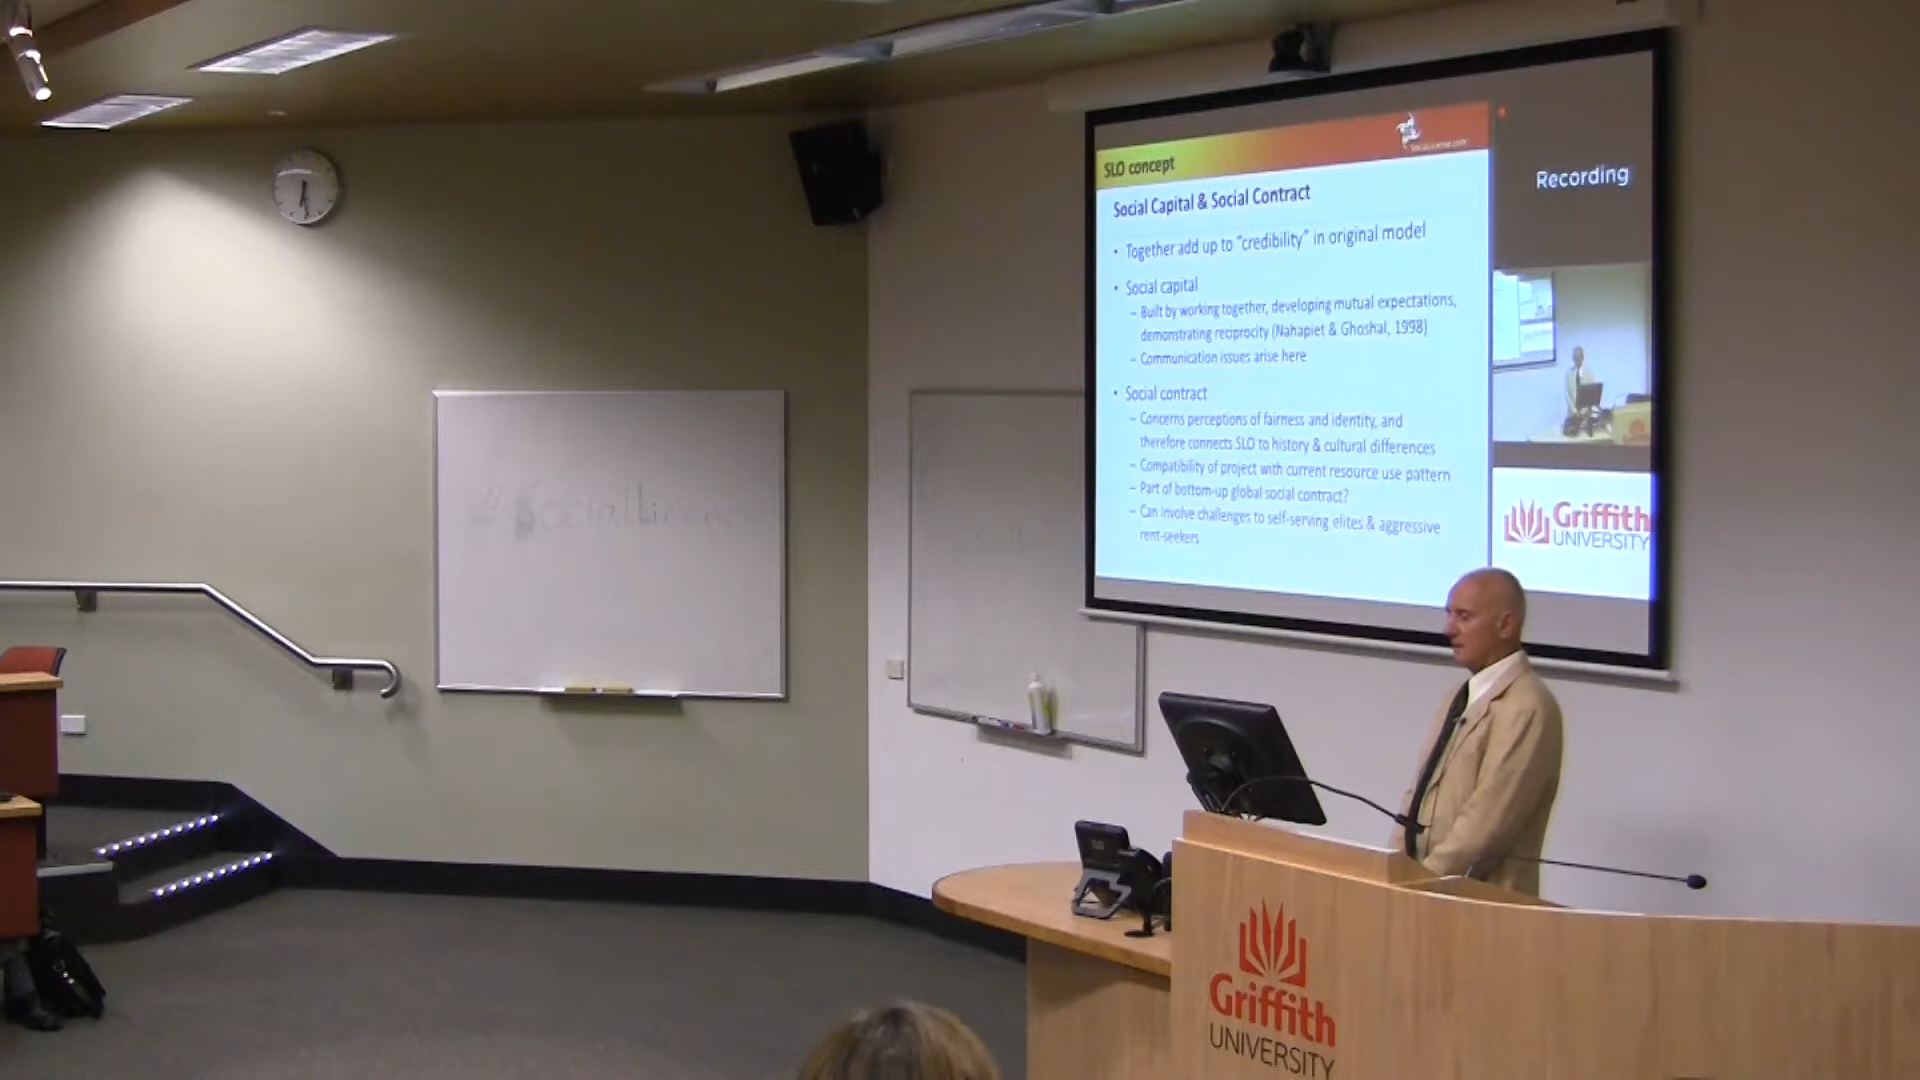 #socialLicen
SLO concept
SocialLicense.com
Social Capital & Social Contract
• Together add up to "credibility" in original model
• Social capital
– Built by working together, developing mutual expectations,
demonstrating reciprocity (Nahapiet & Ghoshal, 1998)
– Communication issues arise here
• Social contract
– Concerns perceptions of fairness and identity, and
therefore connects SLO to history & cultural differences
– Compatibility of project with current resource use pattern
– Part of bottom-up global social contract?
– Can involve challenges to self-serving elites & aggressive
rent-seekers
Recording
Griffith
UNIVERSITY
Griffith
UNIVERSITY